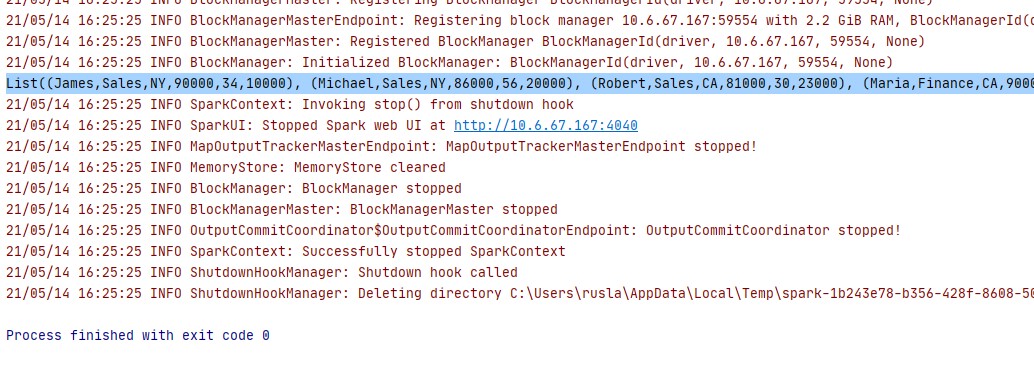 21/05/14 16:25:25 INFO BlockManagerMaster: Registering BlockManager BlockManagerId(driver, 10.6.67.167, 59554, None)
21/05/14 16:25:25 INFO BlockManagerMasterEndpoint: Registering block manager 10.6.67.167:59554 with 2.2 GiB RAM, BlockManagerId(
21/05/14 16:25:25 INFO BlockManagerMaster: Registered BlockManager BlockManagerId(driver, 10.6.67.167, 59554, None)
21/05/14 16:25:25 INFO BlockManager: Initialized BlockManager: BlockManagerId(driver, 10.6.67.167, 59554, None)
List((James,Sales,NY,90000,34,10000), (Michael,Sales,NY,86000,56,20000), (Robert,Sales,CA,81000,30,23000), (Maria,Finance,CA,9000
21/05/14 16:25:25 INFO SparkContext: Invoking stop() from shutdown hook
21/05/14 16:25:25 INFO SparkUI: Stopped Spark web UI at http://10.6.67.167:4040
21/05/14 16:25:25 INFO MapOutputTrackerMasterEndpoint: MapOutputTrackerMasterEndpoint stopped!
21/05/14 16:25:25 INFO MemoryStore: MemoryStore cleared
21/05/14 16:25:25 INFO BlockManager: BlockManager stopped
21/05/14 16:25:25 INFO BlockManagerMaster: BlockManagerMaster stopped
21/05/14 16:25:25 INFO OutputCommitCoordinator$OutputCommitCoordinatorEndpoint: OutputCommitCoordinator stopped!
21/05/14 16:25:25 INFO SparkContext: Successfully stopped SparkContext
21/05/14 16:25:25 INFO ShutdownHookManager: Shutdown hook called
21/05/14 16:25:25 INFO ShutdownHookManager: Deleting directory C:\Users\rusla\AppData\Local\Temp\spark-1b243e78-b356-428f-8608-50
Process finished with exit code 0